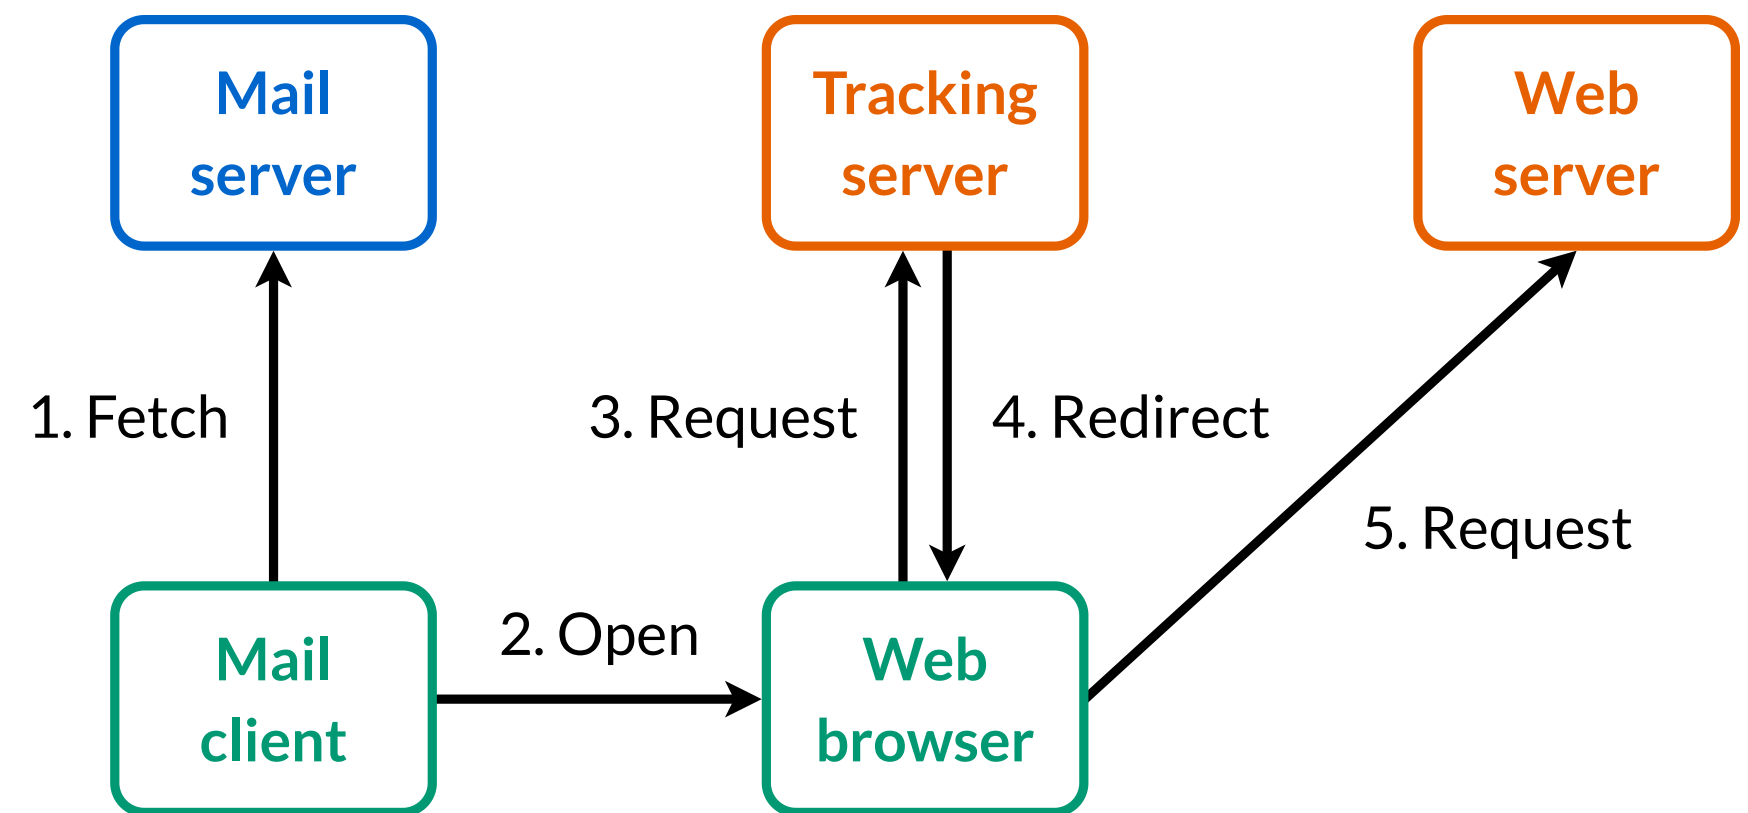 Mail
server
Tracking
server
Web
server
1. Fetch
3. Request
4. Redirect
5. Request
2. Open
Mail
client
Web
browser